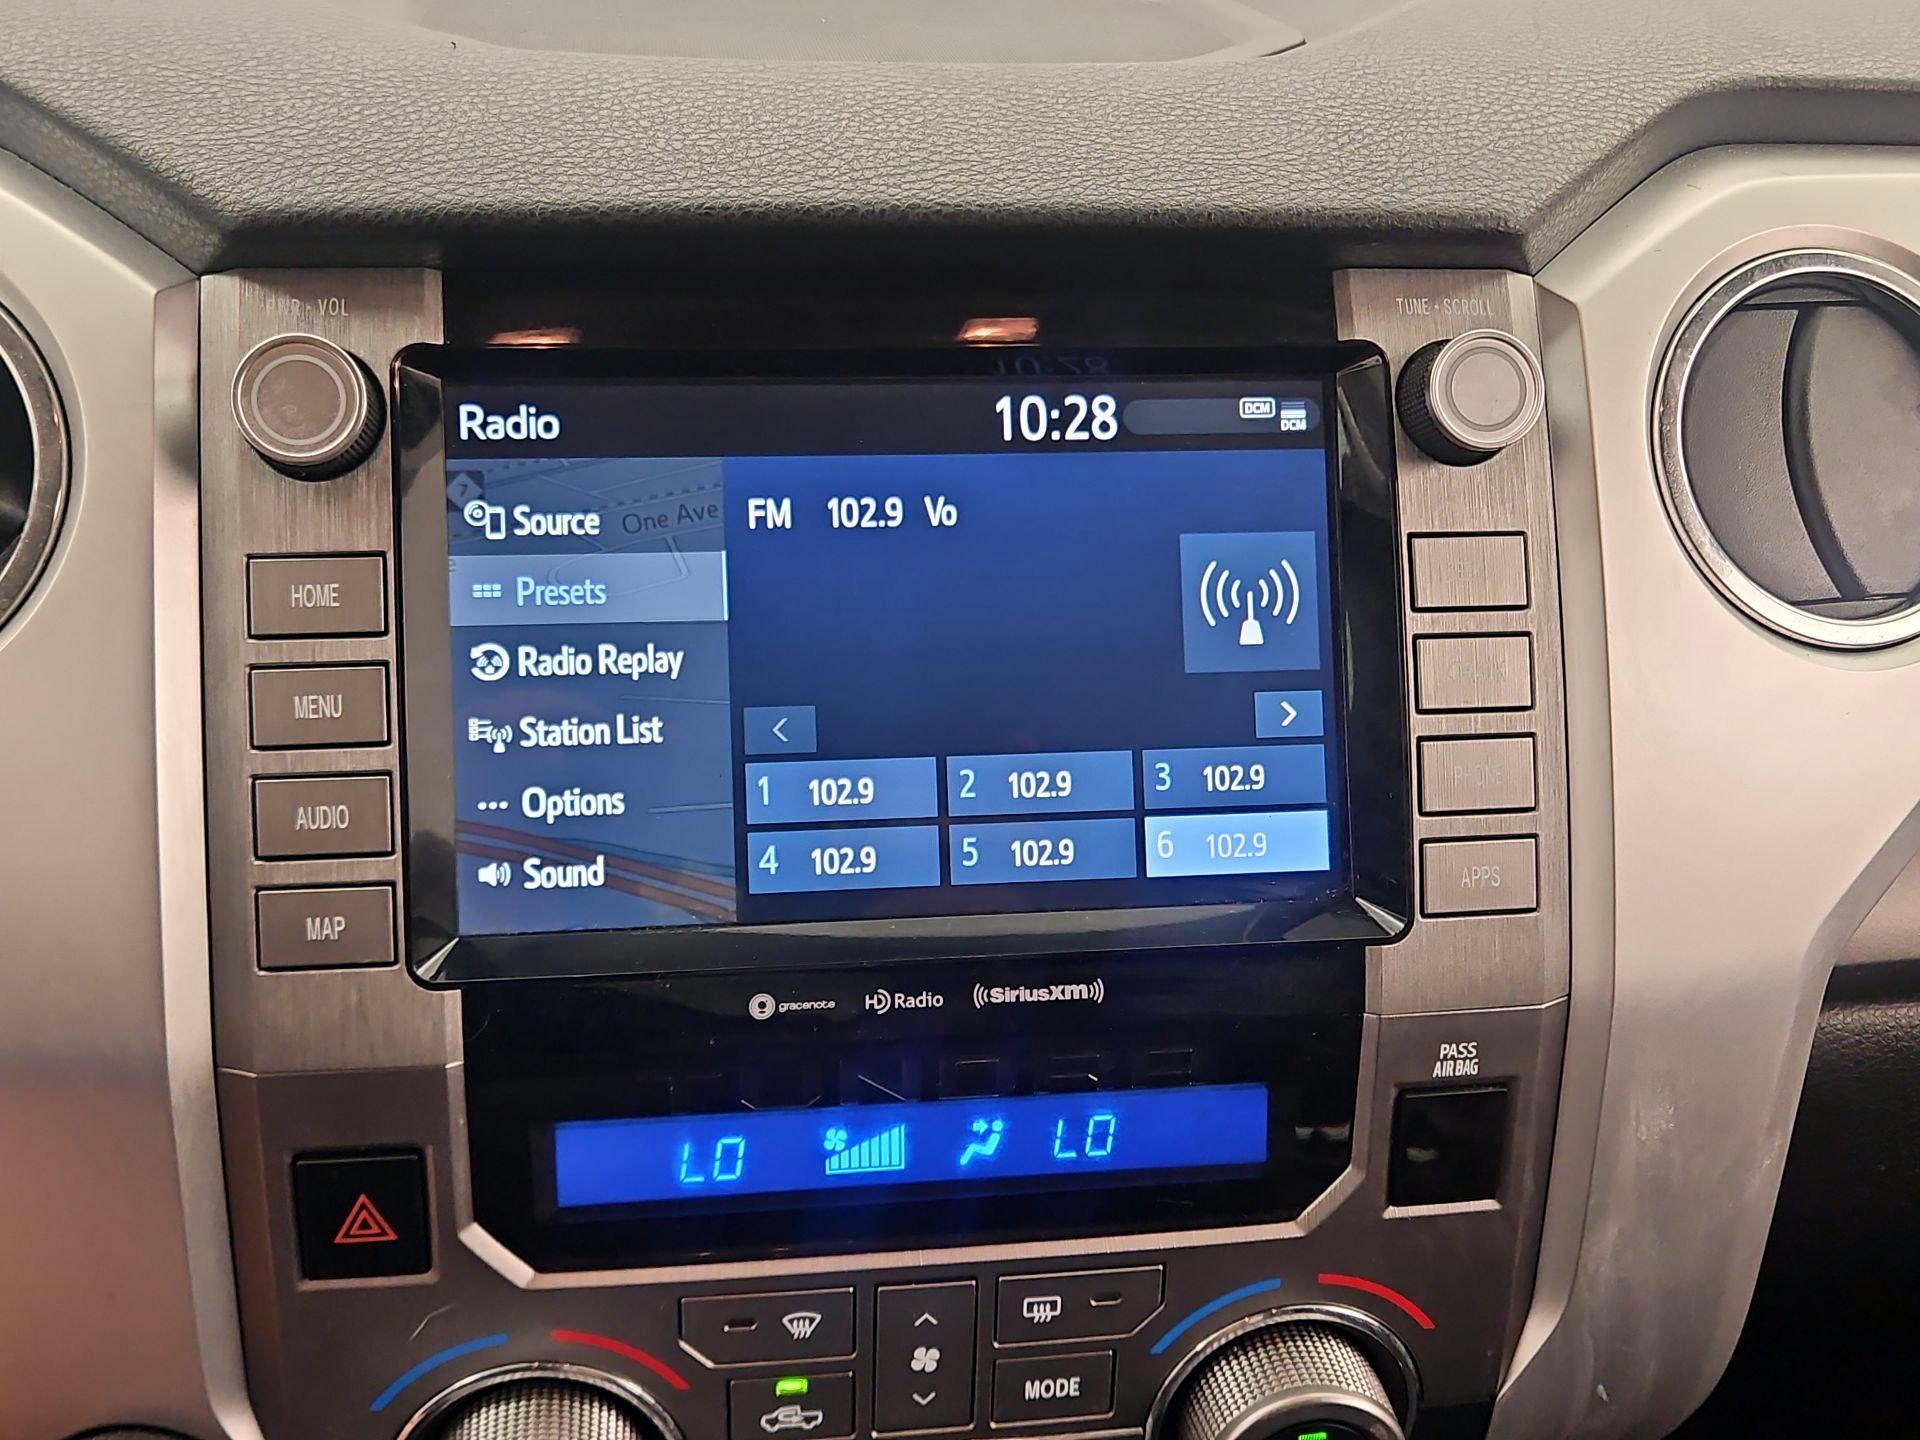 PWR • VOL
TUNE • SCROLL
Radio
10:28
DCM
DCM
7
Source
One Ave
FM 102.9 Vo
HOME
Presets
MENU
Radio Replay
Station List
1 102.9
2 102.9
3 102.9
PHONE
AUDIO
Options
4 102.9
5 102.9
6 102.9
APPS
Sound
MAP
gracenote
HD Radio
((SiriusXM))
PASS
AIR BAG
LO
LO
MODE